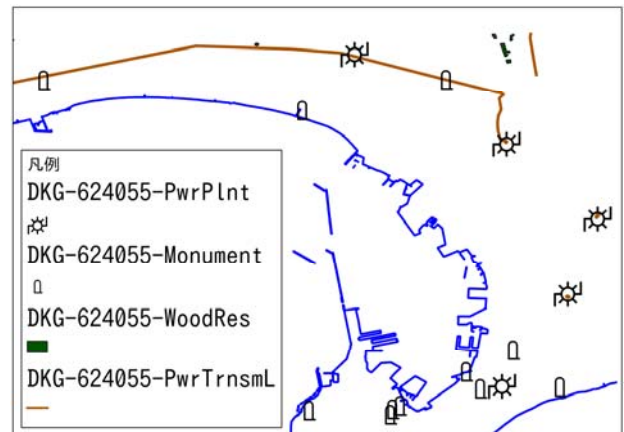 凡例
DKG-624055-PwrPlnt
DKG-624055-Monument
DKG-624055-WoodRes
DKG-624055-PwrTrnsmL